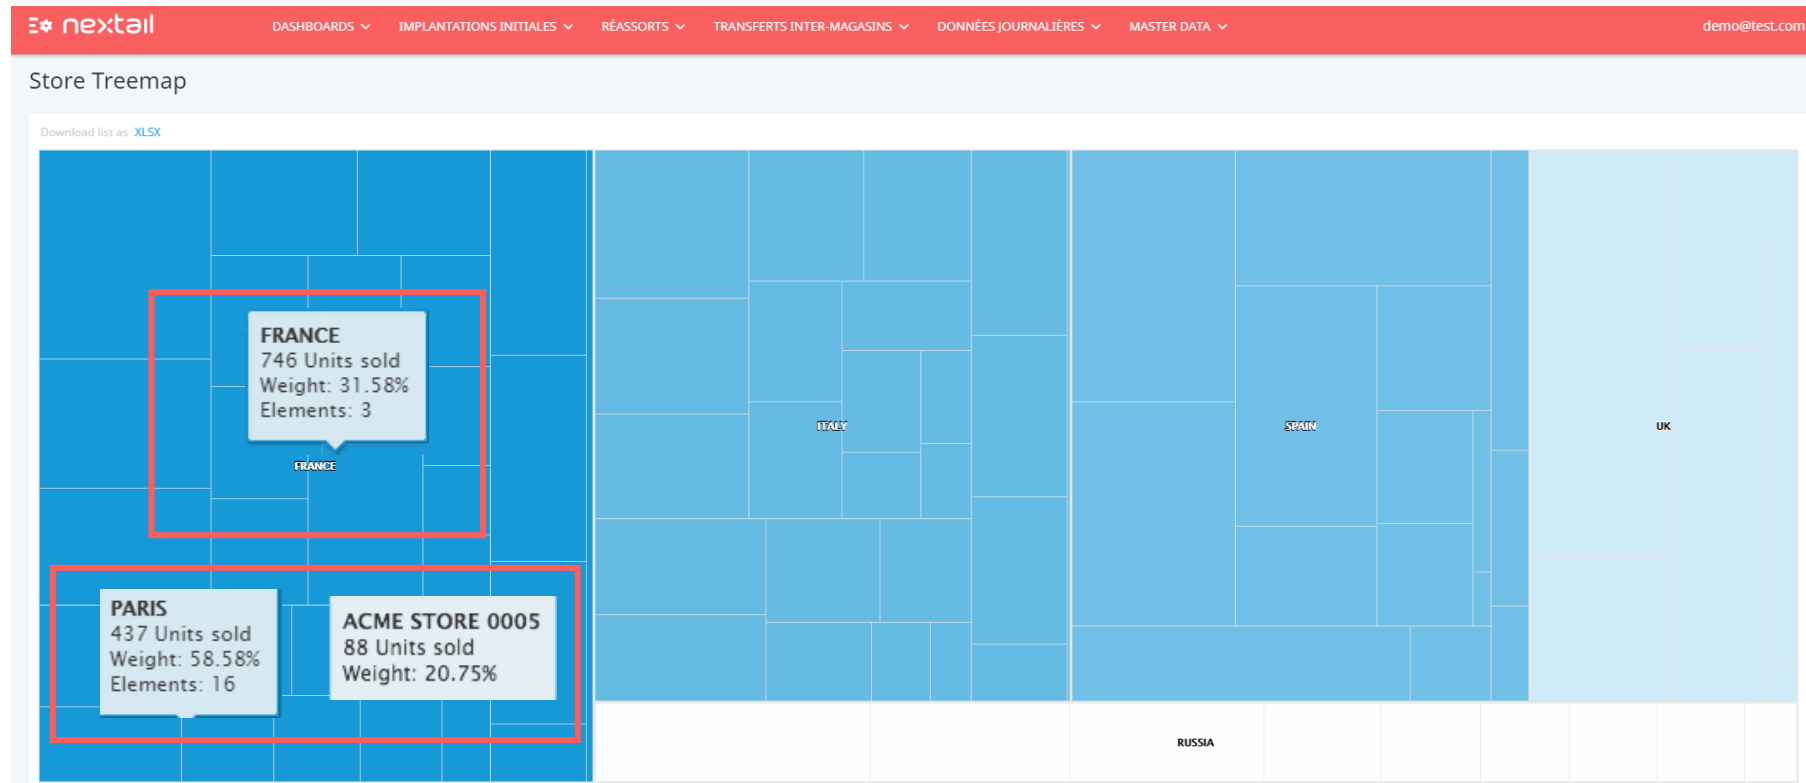 nextail
DASHBOARDS IMPLANTATIONS INITIALES RÉASSORTS TRANSFERTS INTER-MAGASINS DONNÉES JOURNALIÈRES MASTER DATA demo@test.com
Store Treemap
Download list as XLSX
FRANCE
746 Units sold
Weight: 31.58%
Elements: 3
FRANCE
ITALY
SPAIN
UK
PARIS
437 Units sold
Weight: 58.58%
Elements: 16
ACME STORE 0005
88 Units sold
Weight: 20.75%
RUSSIA